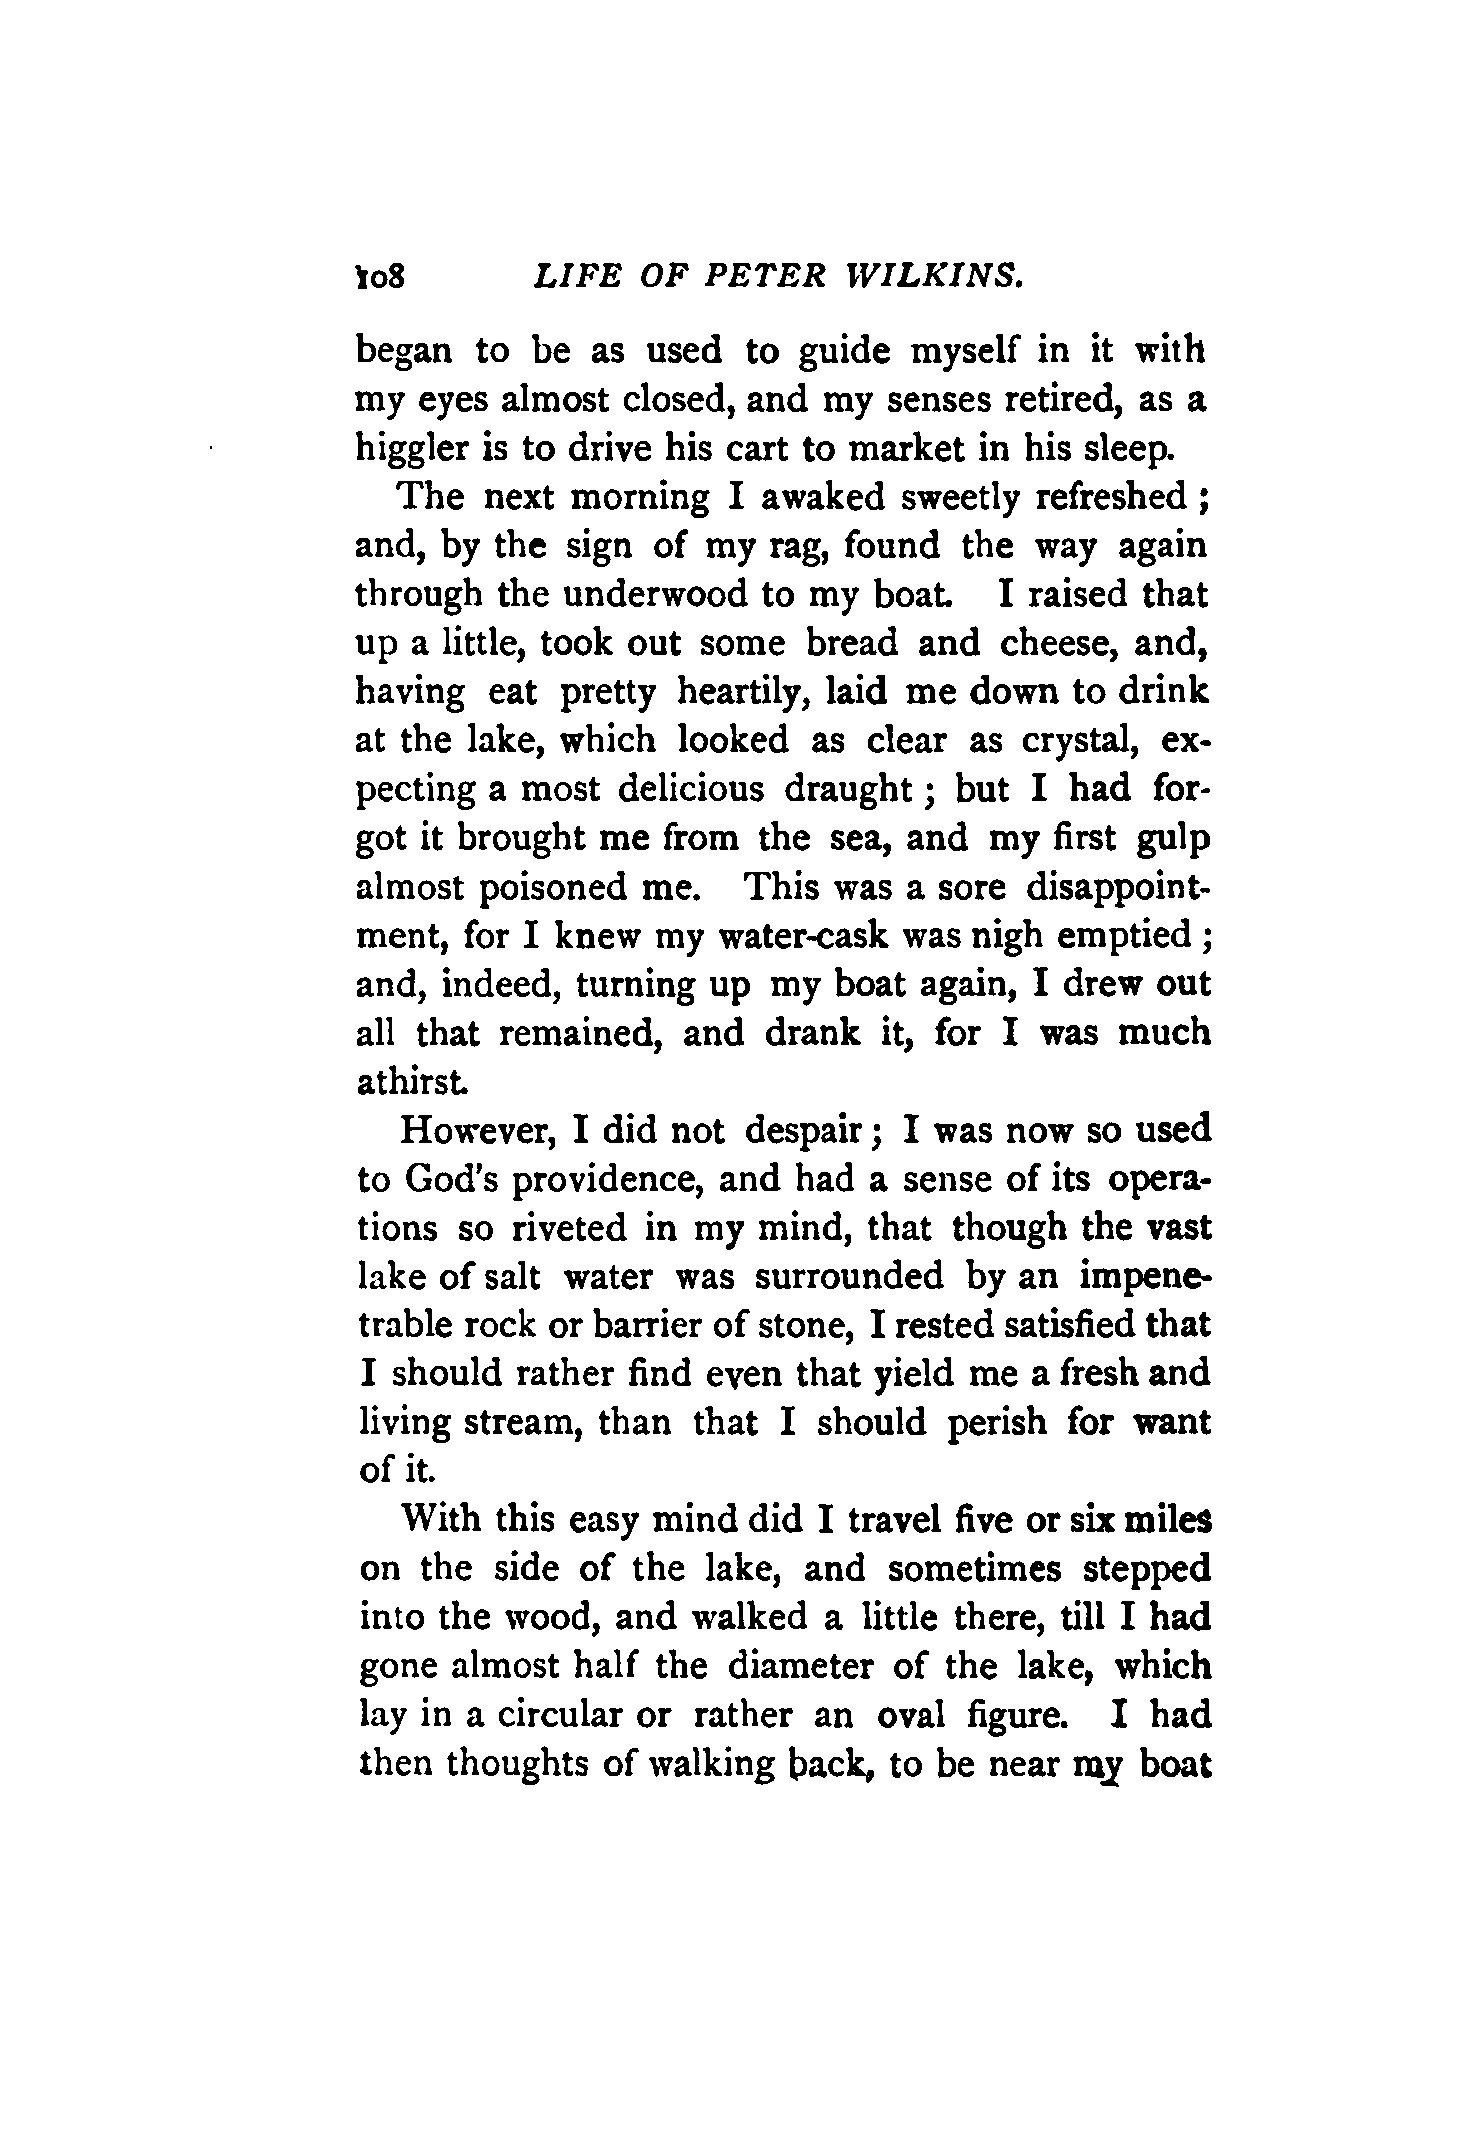 108 LIFE OF PETER WILKINS.
began to be as used to guide myself in it with
my eyes almost closed, and my senses retired, as a
higgler is to drive his cart to market in his sleep.
The next morning I awaked sweetly refreshed ;
and, by the sign of my rag, found the way again
through the underwood to my boat. I raised that
up a little, took out some bread and cheese, and,
having eat pretty heartily, laid me down to drink
at the lake, which looked as clear as crystal, ex-
pecting a most delicious draught ; but I had for-
got it brought me from the sea, and my first gulp
almost poisoned me. This was a sore disappoint-
ment, for I knew my water-cask was nigh emptied ;
and, indeed, turning up my boat again, I drew out
all that remained, and drank it, for I was much
athirst.
However, I did not despair ; I was now so used
to God's providence, and had a sense of its opera-
tions so riveted in my mind, that though the vast
lake of salt water was surrounded by an impene-
trable rock or barrier of stone, I rested satisfied that
I should rather find even that yield me a fresh and
living stream, than that I should perish for want
of it.
With this easy mind did I travel five or six miles
on the side of the lake, and sometimes stepped
into the wood, and walked a little there, till I had
gone almost half the diameter of the lake, which
lay in a circular or rather an oval figure. I had
then thoughts of walking back, to be near my boat